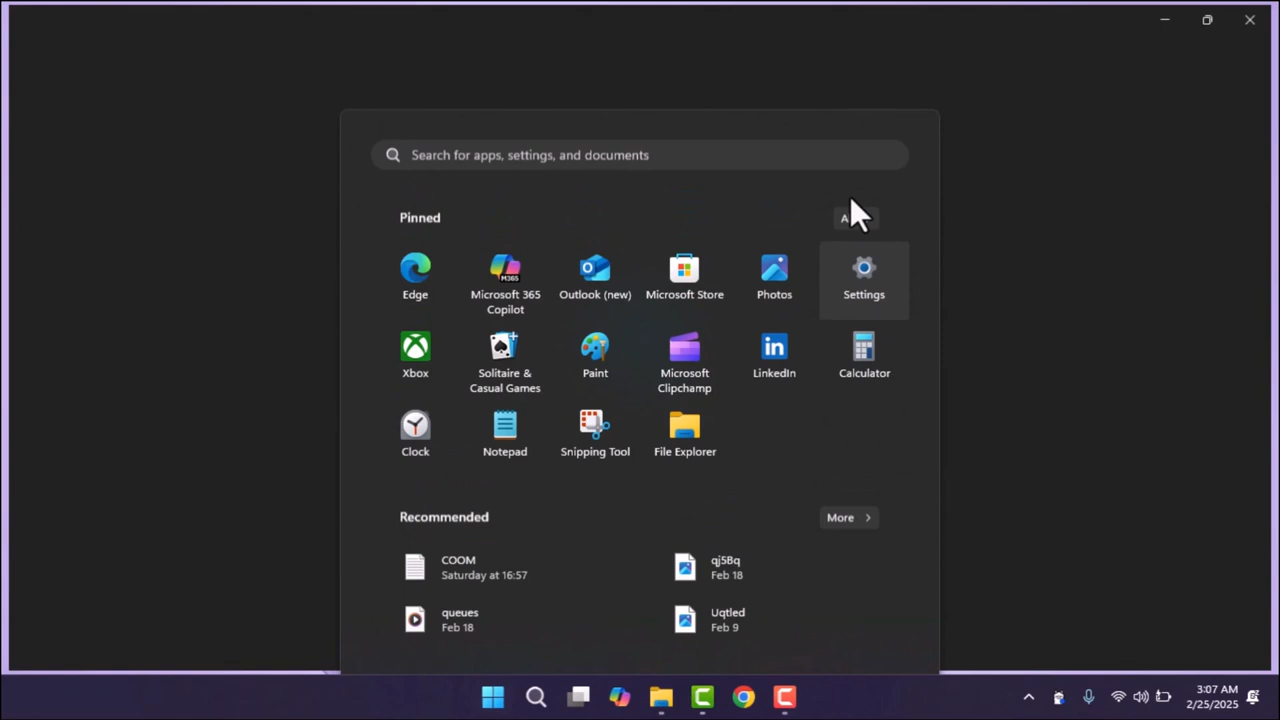 Search for apps, settings, and documents
Pinned
Edge
Microsoft 365 Copilot
Outlook (new)
Microsoft Store
Photos
Settings
Xbox
Solitaire & Casual Games
Paint
Microsoft Clipchamp
LinkedIn
Calculator
Clock
Notepad
Snipping Tool
File Explorer
Recommended
More
COOM
Saturday at 16:57
qj5Bq
Feb 18
queues
Feb 18
Uqtled
Feb 9
3:07 AM
2/25/2025